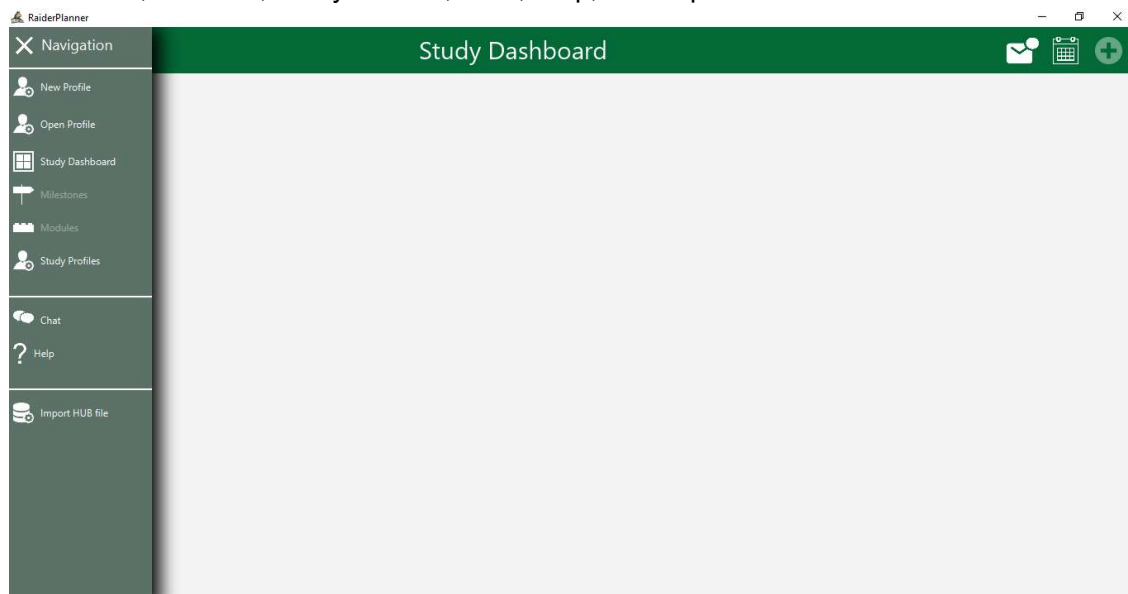 RaiderPlanner
Navigation
Study Dashboard
New Profile
Open Profile
Study Dashboard
Milestones
Modules
Study Profiles
Chat
? Help
Import HUB file